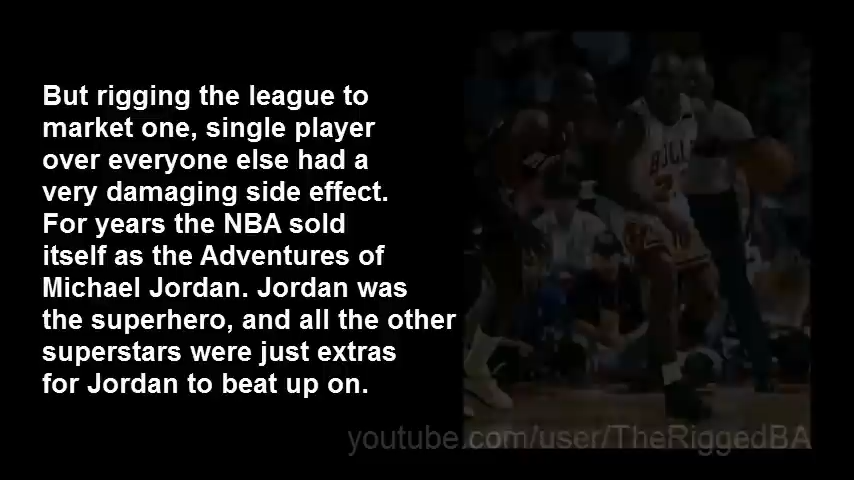 But rigging the league to
market one, single player
over everyone else had a
very damaging side effect.
For years the NBA sold
itself as the Adventures of
Michael Jordan. Jordan was
the superhero, and all the other
superstars were just extras
for Jordan to beat up on.
BULLS
youtube.com/user/TheRiggedBA